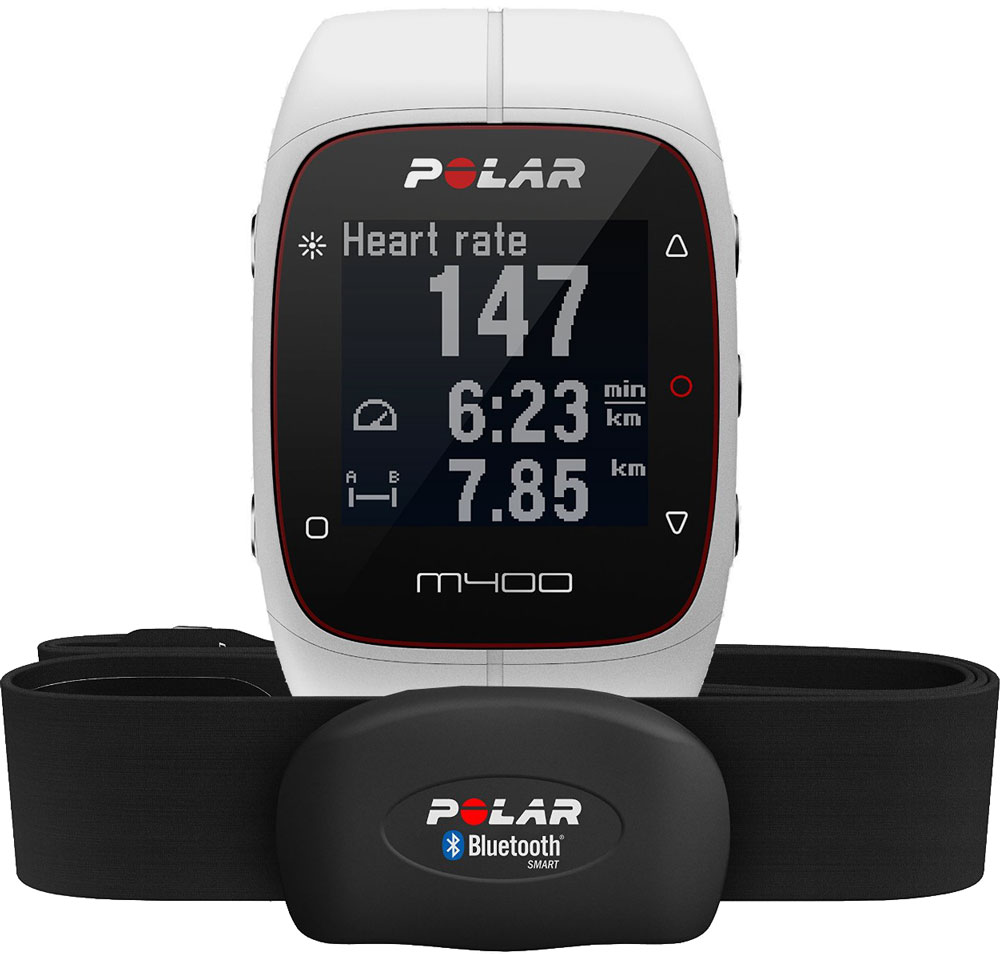 POLAR
Heart rate
147
6:23 min/km
A B
7.85 km
M400
POLAR
Bluetooth®
SMART